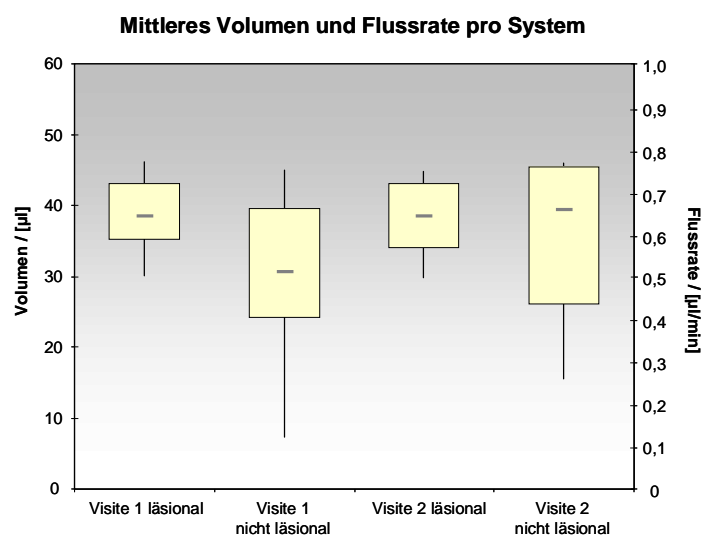 Mittleres Volumen und Flussrate pro System
60
50
40
30
20
10
0
Volumen / [µl]
1,0
0,9
0,8
0,7
0,6
0,5
0,4
0,3
0,2
0,1
0
Flussrate / [µl/min]
Visite 1 läsional
Visite 1
nicht läsional
Visite 2 läsional
Visite 2
nicht läsional